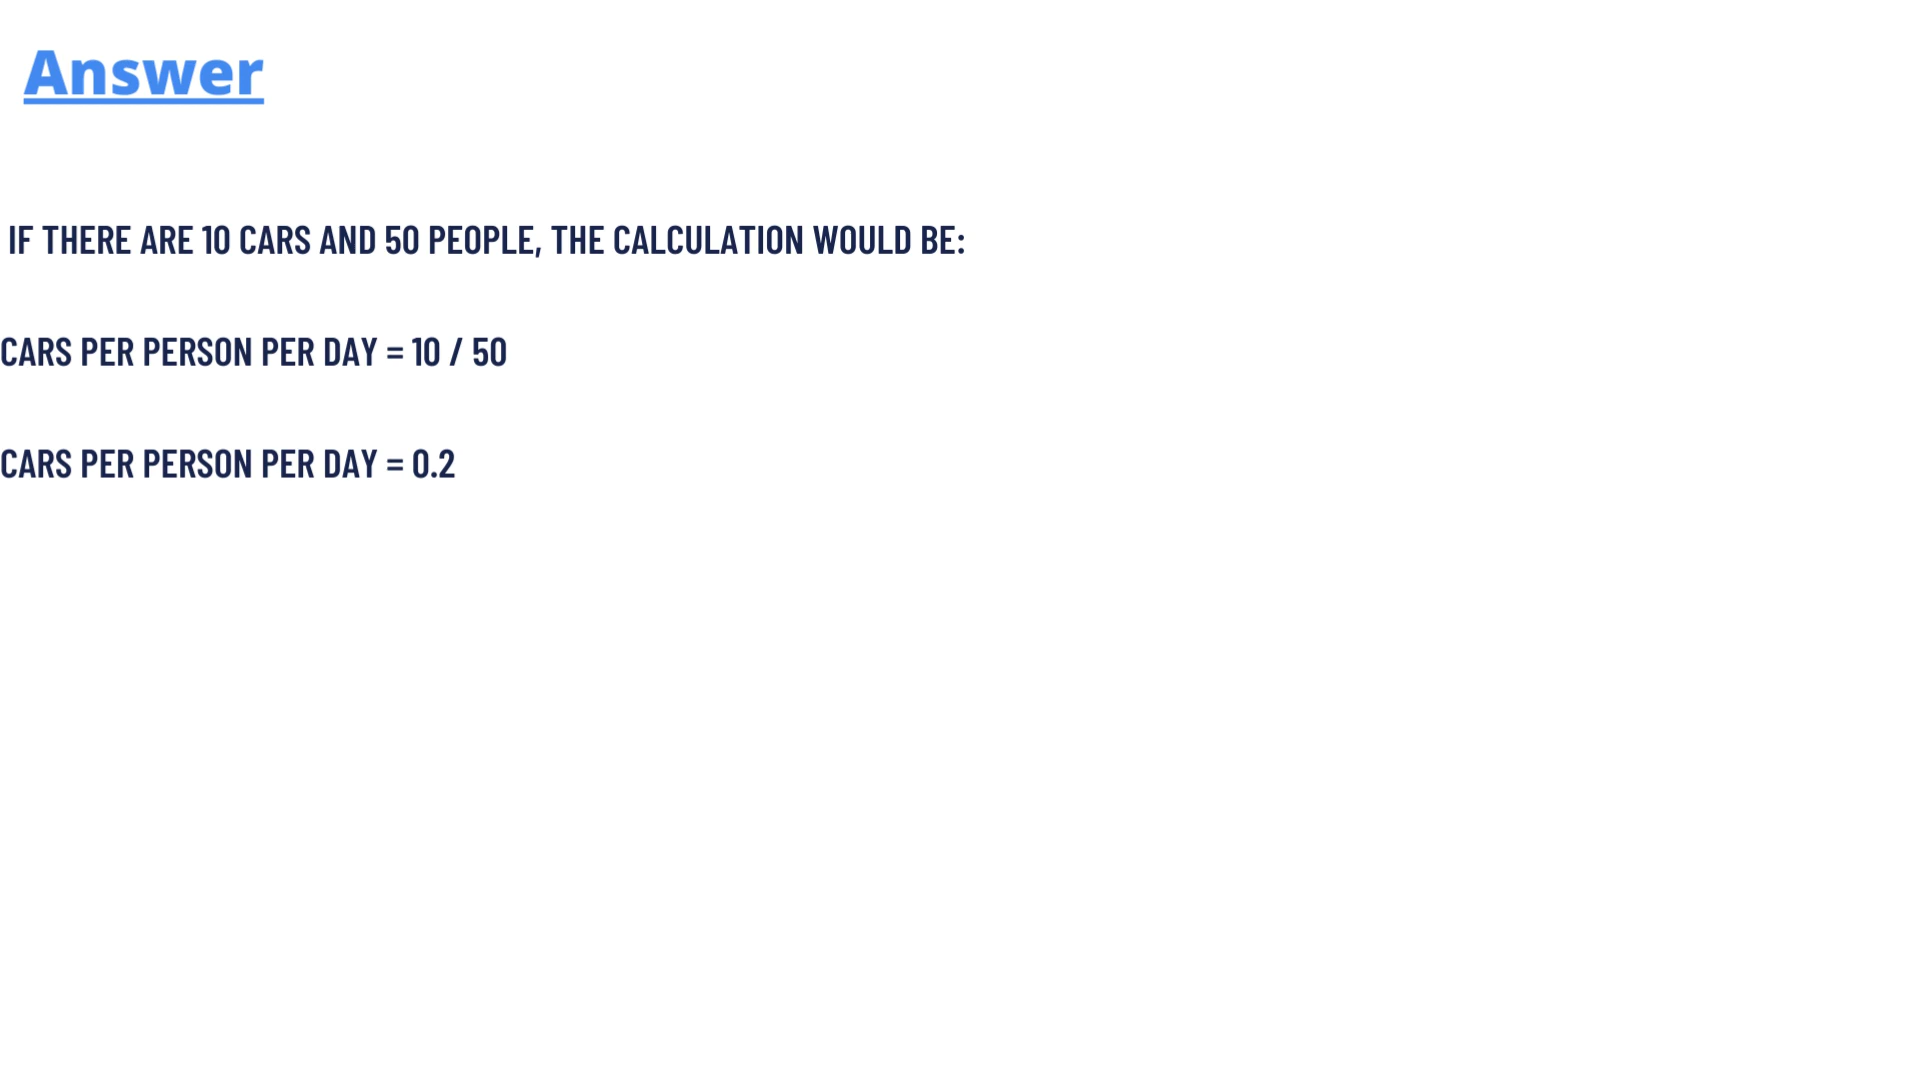 Answer
IF THERE ARE 10 CARS AND 50 PEOPLE, THE CALCULATION WOULD BE:
CARS PER PERSON PER DAY = 10 / 50
CARS PER PERSON PER DAY = 0.2